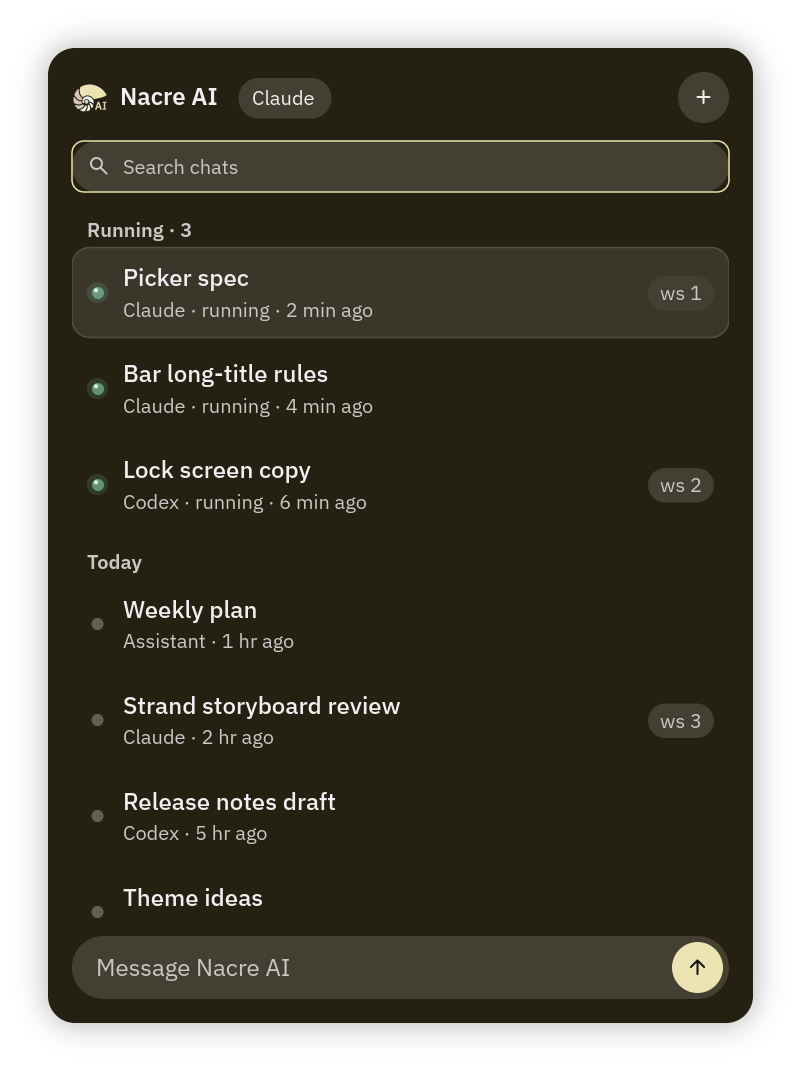 AI Nacre AI Claude +
Search chats
Running · 3
Picker spec
Claude · running · 2 min ago
ws 1
Bar long-title rules
Claude · running · 4 min ago
Lock screen copy
Codex · running · 6 min ago
ws 2
Today
Weekly plan
Assistant · 1 hr ago
Strand storyboard review
Claude · 2 hr ago
ws 3
Release notes draft
Codex · 5 hr ago
Theme ideas
Message Nacre AI